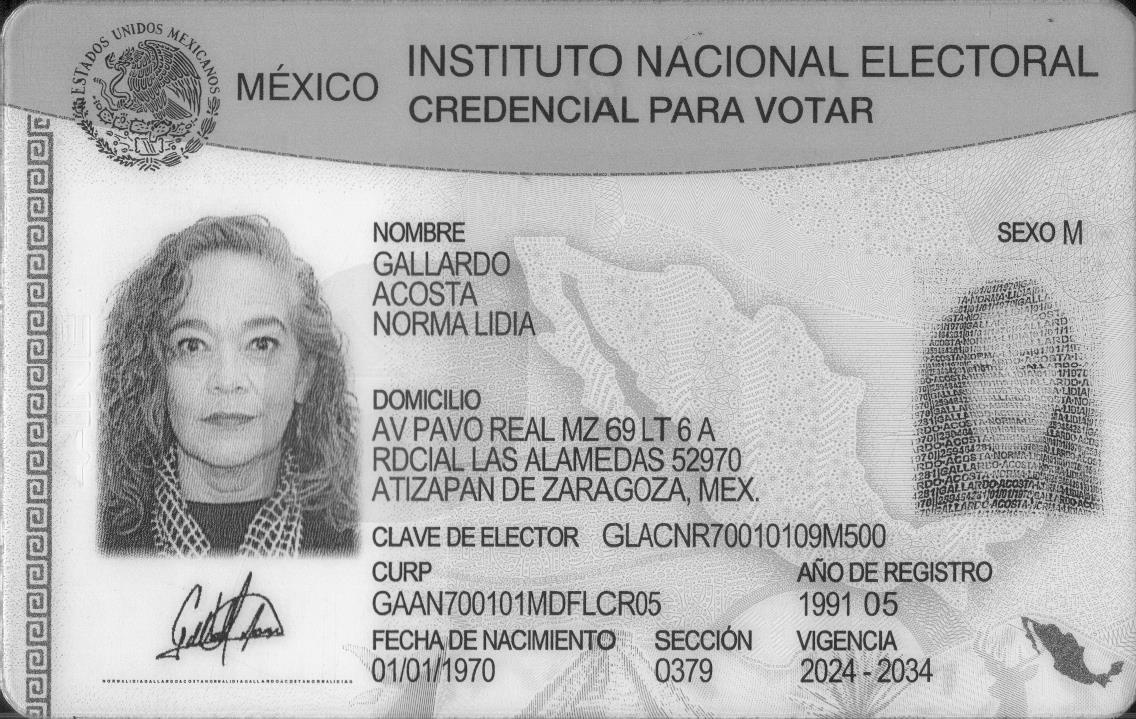 ESTADOS UNIDOS MEXICANOS
MÉXICO
INSTITUTO NACIONAL ELECTORAL
CREDENCIAL PARA VOTAR
NOMBRE
GALLARDO
ACOSTA
NORMA LIDIA
SEXO M
DOMICILIO
AV PAVO REAL MZ 69 LT 6 A
RDCIAL LAS ALAMEDAS 52970
ATIZAPAN DE ZARAGOZA, MEX.
CLAVE DE ELECTOR GLACNR70010109M500
CURP
GAAN700101MDFLCR05
AÑO DE REGISTRO
1991 05
FECHA DE NACIMIENTO
01/01/1970
SECCIÓN
0379
VIGENCIA
2024 - 2034
NORMALIDIAGALLARDOACOSTANORMALIDIAGALLARDOACOSTANORMALIDIAS